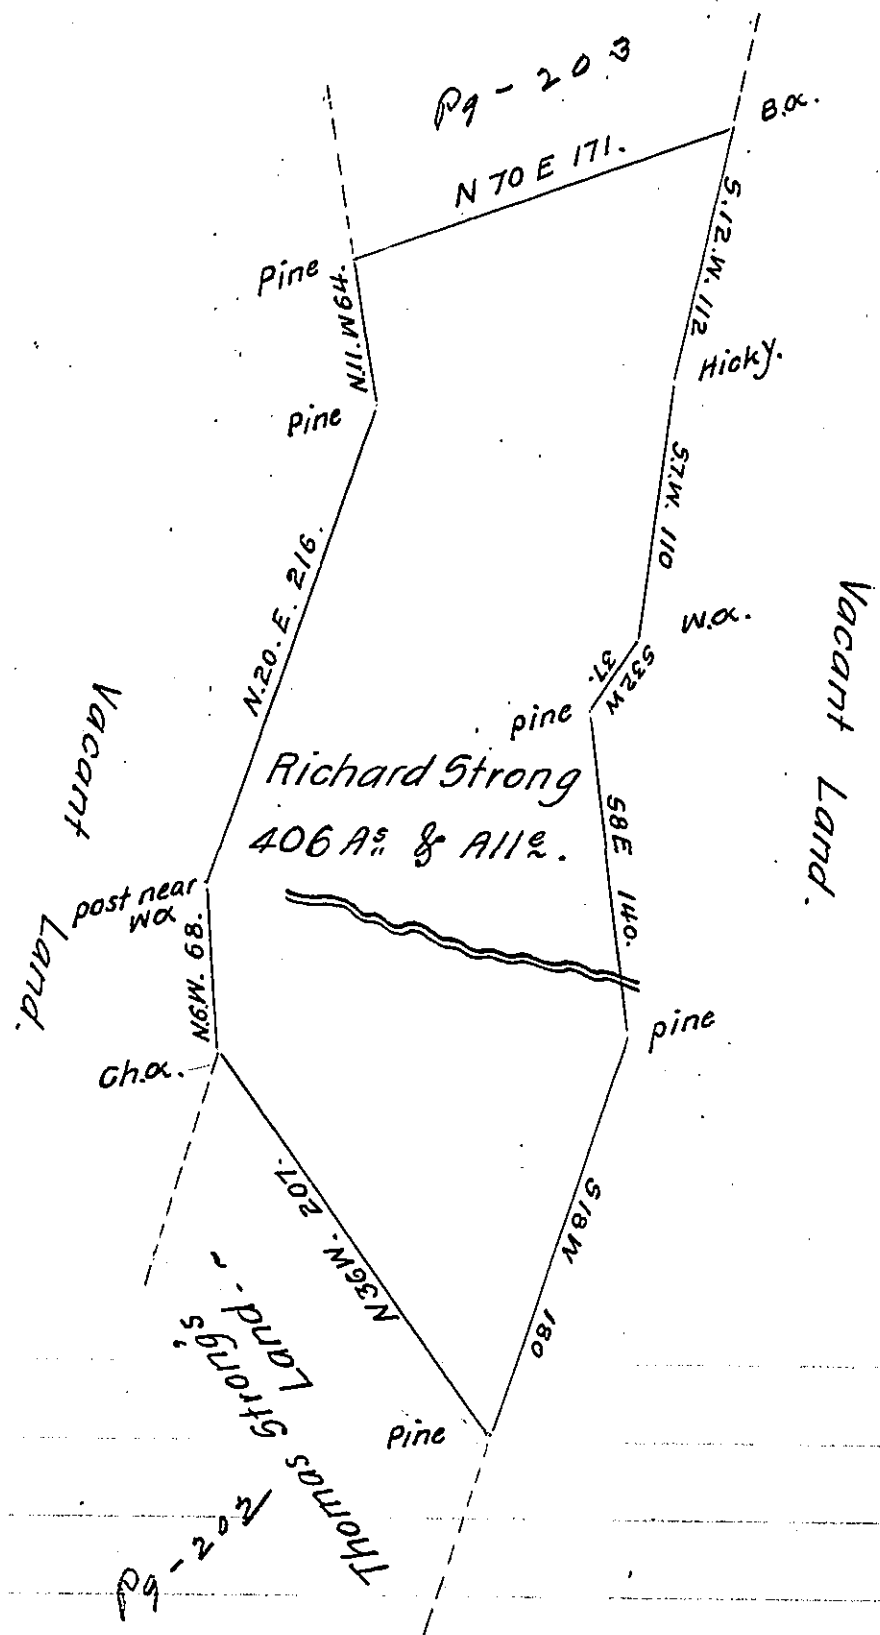 Pg - 203
B.O.
N 70 E 171.
S.12.W. 112
Pine
N.11.W 64.
Hicky.
Pine
S.7.W. 110
N.20. E. 216.
W.O.
S32W
37.
pine
Vacant Land.
Vacant Land.
Richard Strong
406 As. & Alle.
S8E 140.
post near
WO
N.6.W. 68.
pine
Ch.O.
S18W 180
N36W. 207.
Thomas Strong's
Land. ~
Pine
Pg - 202